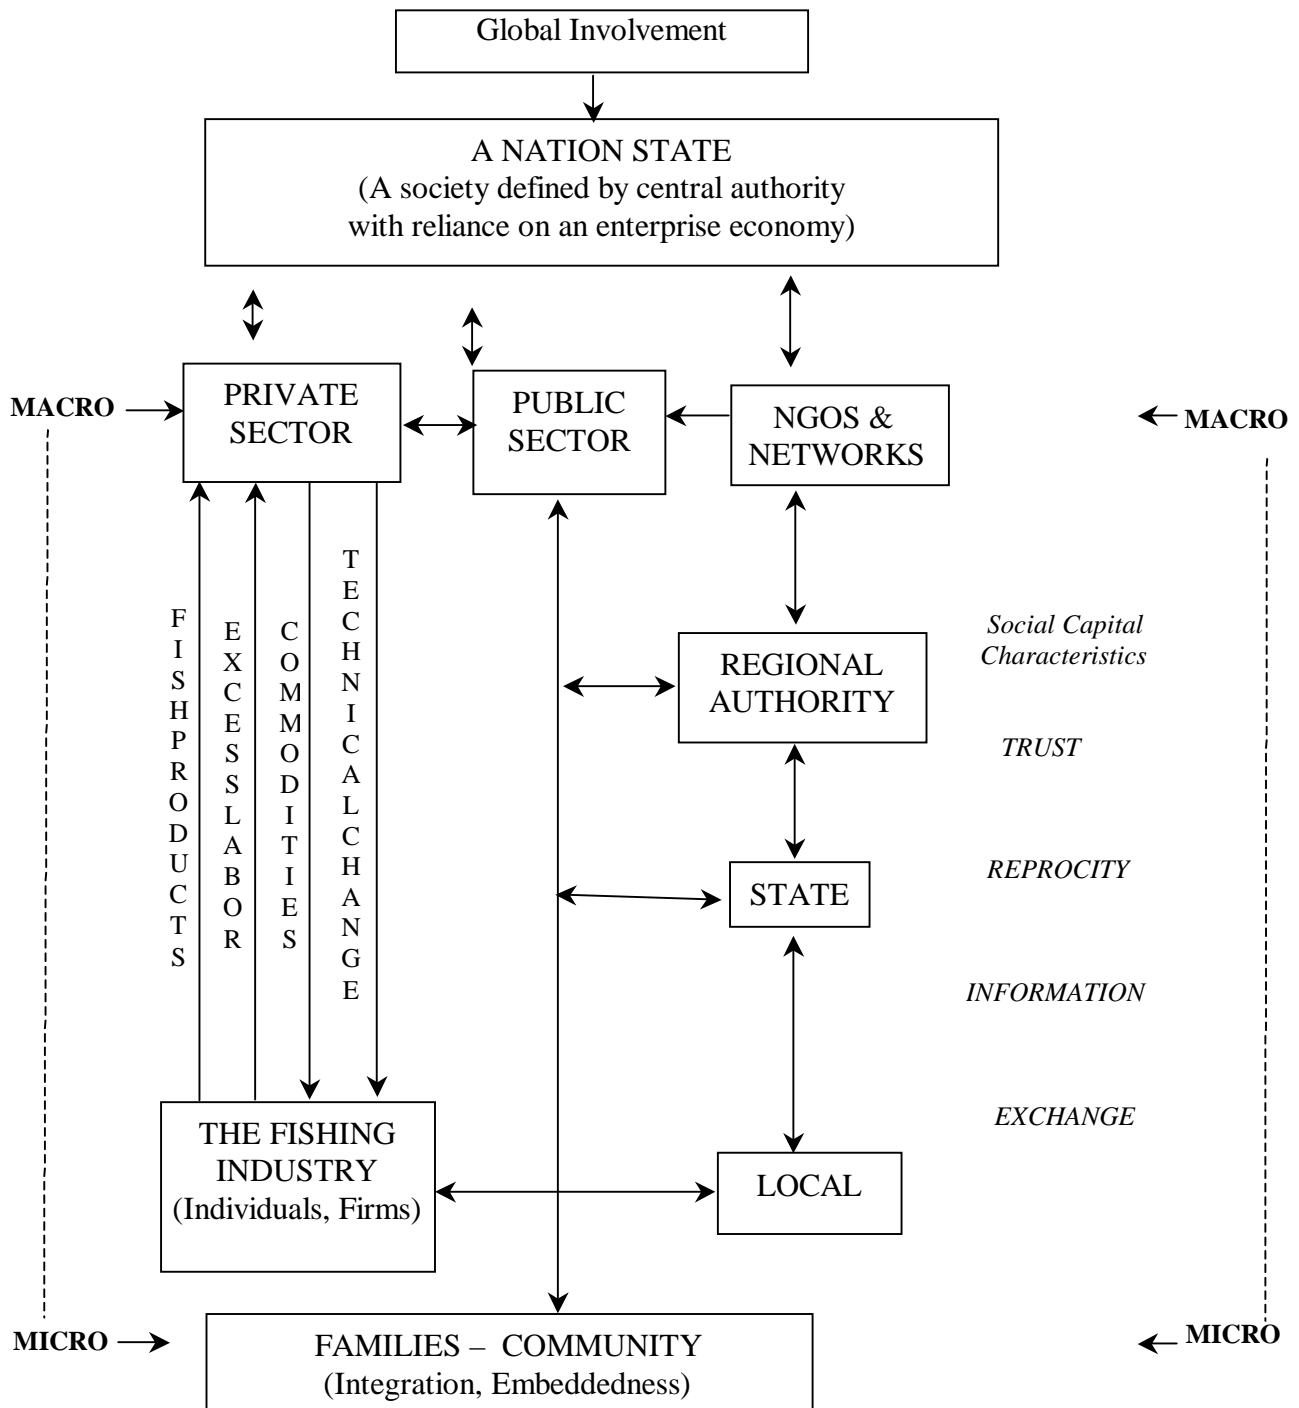 Global Involvement
A NATION STATE
(A society defined by central authority
with reliance on an enterprise economy)
MACRO
PRIVATE
SECTOR
PUBLIC
SECTOR
NGOS &
NETWORKS
MACRO
FISHPRODUCTS
EXCESSLABOR
COMMODITIES
TECHNICALCHANGE
REGIONAL
AUTHORITY
Social Capital
Characteristics
TRUST
STATE
REPROCITY
INFORMATION
EXCHANGE
THE FISHING
INDUSTRY
(Individuals, Firms)
LOCAL
MICRO
FAMILIES – COMMUNITY
(Integration, Embeddedness)
MICRO